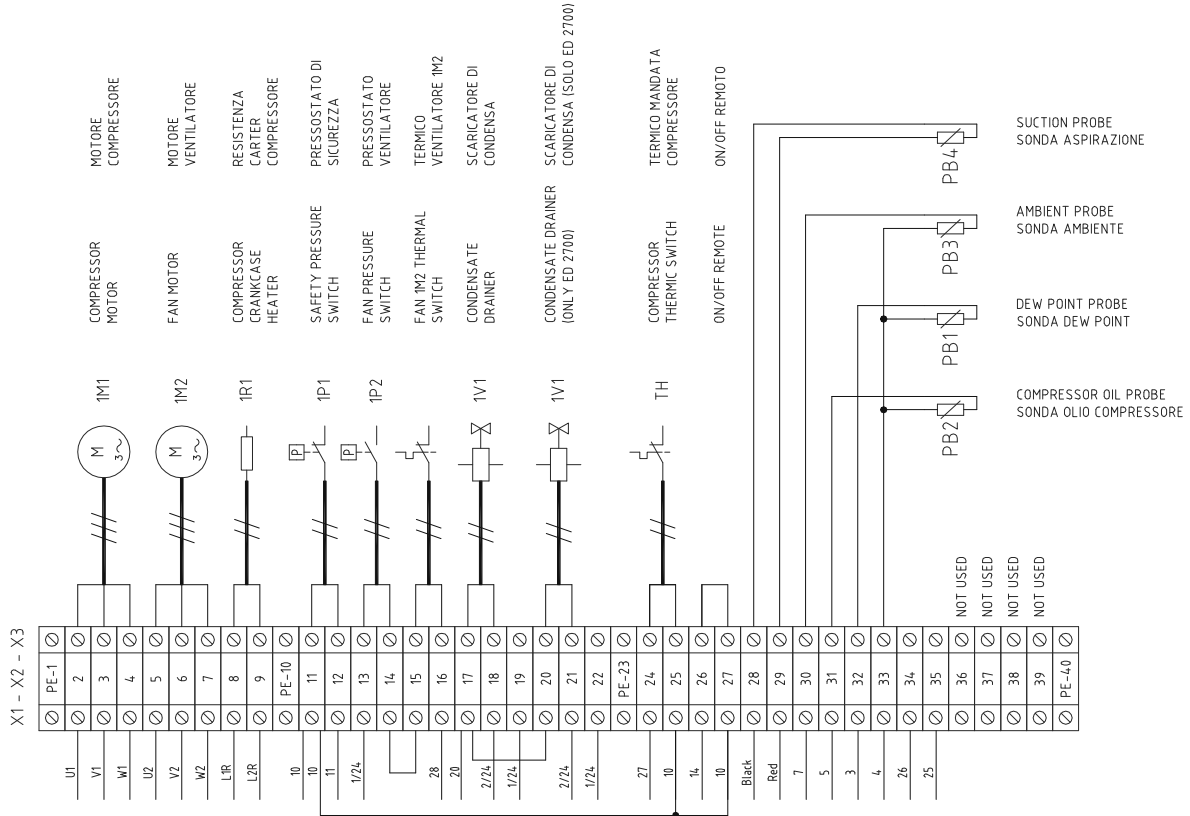 MOTORE
COMPRESSORE
MOTORE
VENTILATORE
RESISTENZA
CARTER
COMPRESSORE
PRESSOSTATO DI
SICUREZZA
PRESSOSTATO
VENTILATORE
TERMICO
VENTILATORE 1M2
SCARICATORE DI
CONDENSA
SCARICATORE DI
CONDENSA (SOLO ED 2700)
TERMICO MANDATA
COMPRESSORE
ON/OFF REMOTO
COMPRESSOR
MOTOR
FAN MOTOR
COMPRESSOR
CRANKCASE
HEATER
SAFETY PRESSURE
SWITCH
FAN PRESSURE
SWITCH
FAN 1M2 THERMAL
SWITCH
CONDENSATE
DRAINER
CONDENSATE DRAINER
(ONLY ED 2700)
COMPRESSOR
THERMIC SWITCH
ON/OFF REMOTE
1M1
1M2
1R1
1P1
1P2
1V1
1V1
TH
M
3~
M
3~
P
P
PB4
SUCTION PROBE
SONDA ASPIRAZIONE
PB3
AMBIENT PROBE
SONDA AMBIENTE
PB1
DEW POINT PROBE
SONDA DEW POINT
PB2
COMPRESSOR OIL PROBE
SONDA OLIO COMPRESSORE
NOT USED
NOT USED
NOT USED
NOT USED
X1 - X2 - X3
PE-1
2
3
4
5
6
7
8
9
PE-10
11
12
13
14
15
16
17
18
19
20
21
22
PE-23
24
25
26
27
28
29
30
31
32
33
34
35
36
37
38
39
PE-40
U1
V1
W1
U2
V2
W2
L1R
L2R
10
10
11
1/24
28
20
2/24
1/24
2/24
1/24
27
10
14
10
Black
Red
7
5
3
4
26
25